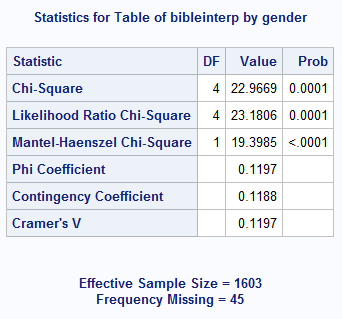 Statistics for Table of bibleinterp by gender
Statistic DF Value Prob
Chi-Square 4 22.9669 0.0001
Likelihood Ratio Chi-Square 4 23.1806 0.0001
Mantel-Haenszel Chi-Square 1 19.3985 <.0001
Phi Coefficient 0.1197
Contingency Coefficient 0.1188
Cramer's V 0.1197
Effective Sample Size = 1603
Frequency Missing = 45